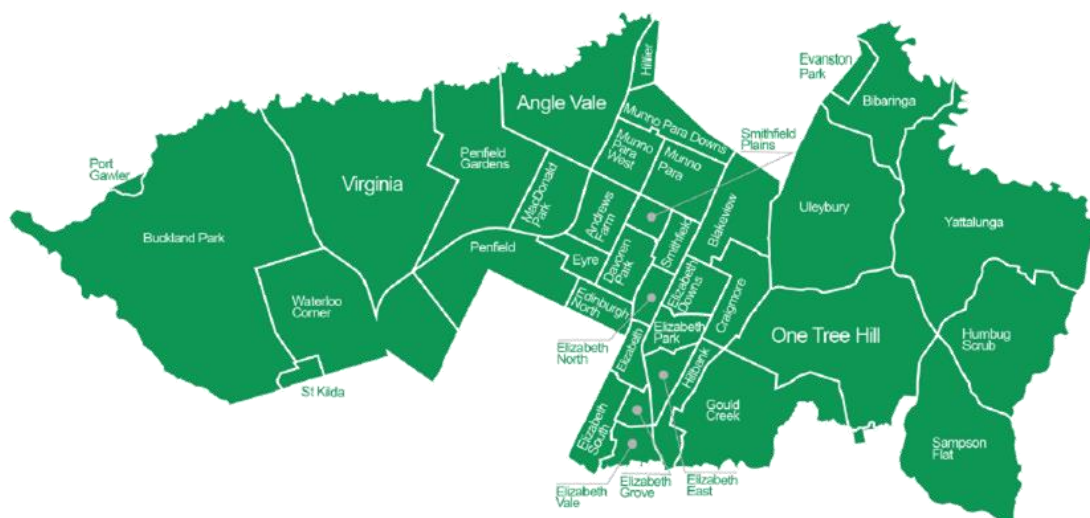 Hillier
Evanston
Park
Bibaringa
Angle Vale
Munno Para Downs
Smithfield
Plains
Port
Gawler
Penfield
Gardens
Munno
Para
West
Munno
Para
Virginia
MacDonald
Park
Uleybury
Yattalunga
Buckland Park
Andrews
Farm
Blakeview
Penfield
Smithfield
Eyre
Davoren
Park
Waterloo
Corner
Edinburgh
North
Elizabeth
Downs
Craigmore
Elizabeth
Park
One Tree Hill
Humbug
Scrub
Elizabeth
North
Elizabeth
Hillbank
St Kilda
Gould
Creek
Elizabeth
South
Sampson
Flat
Elizabeth
Vale
Elizabeth
Grove
Elizabeth
East